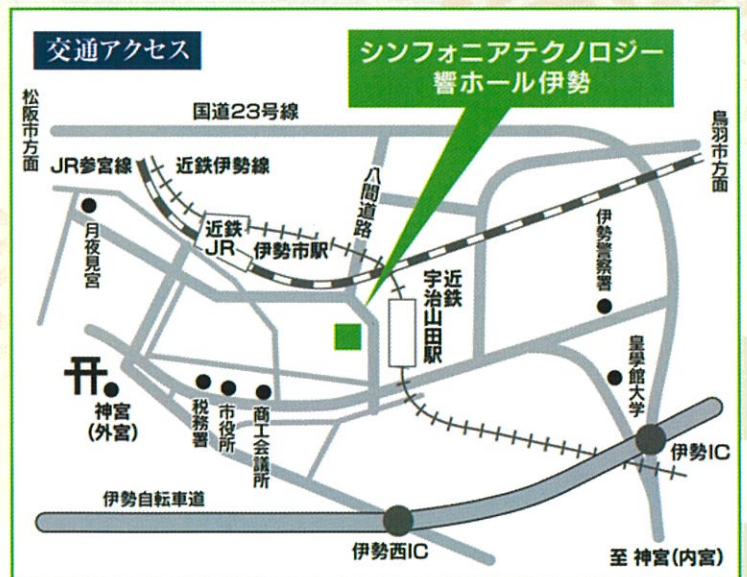 交通アクセス
シンフォニアテクノロジー
響ホール伊勢
松阪市方面
国道23号線
鳥羽市方面
JR参宮線
近鉄伊勢線
八間道路
月夜見宮
近鉄
JR
伊勢市駅
近鉄
宇治山田駅
伊勢警察署
皇學館大学
神宮
(外宮)
税務署
市役所
商工会議所
伊勢IC
伊勢自転車道
伊勢西IC
至 神宮(内宮)